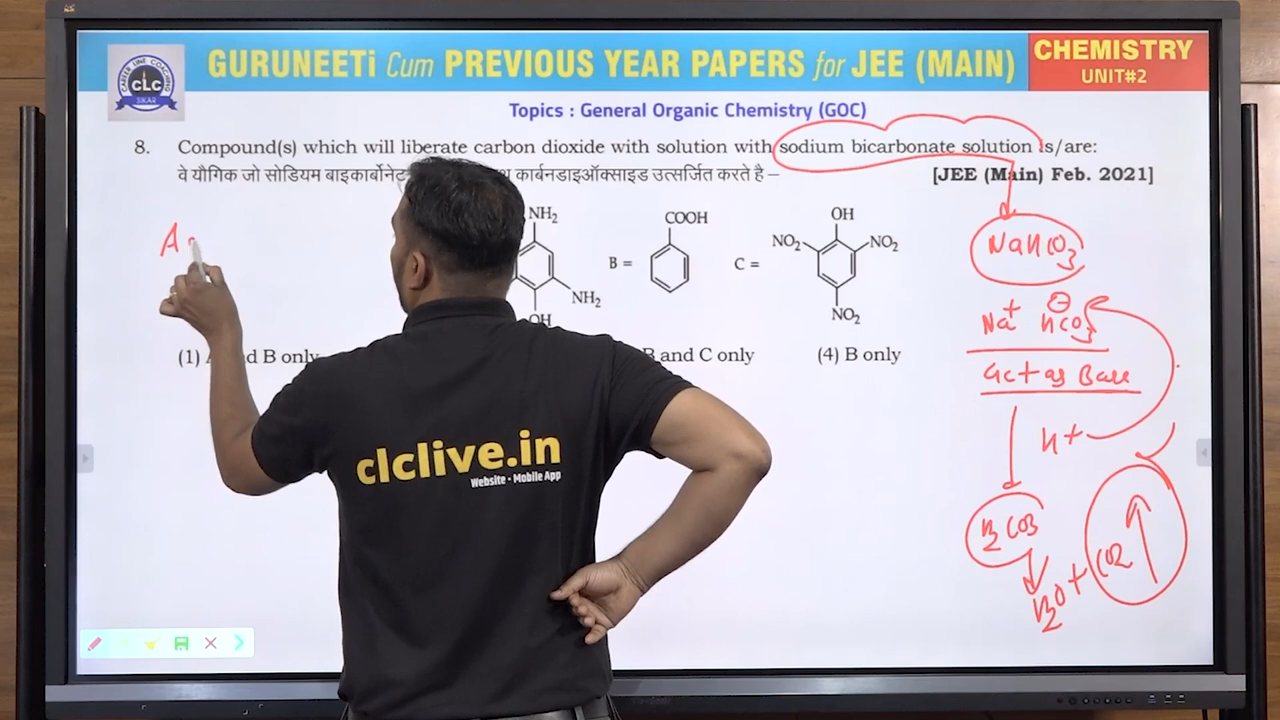 GURUNEETi Cum PREVIOUS YEAR PAPERS for JEE (MAIN)
CHEMISTRY
UNIT#2
CLC
SIKAR
Topics : General Organic Chemistry (GOC)
8. Compound(s) which will liberate carbon dioxide with solution with sodium bicarbonate solution is/are:
वे यौगिक जो सोडियम कार्बनडाइऑक्साइड उत्सर्जित करते है –
[JEE (Main) Feb. 2021]
NH₂
NH₂
OH
B =
COOH
C =
OH
NO₂
NO₂
NO₂
(1) and B only
B and C only
(4) B only
NaHCO₃
Na⁺ HCO₃⊖
act as Base
H+
H₂CO₃
H₂O + CO2 ↑
A
clclive.in
Website • Mobile App